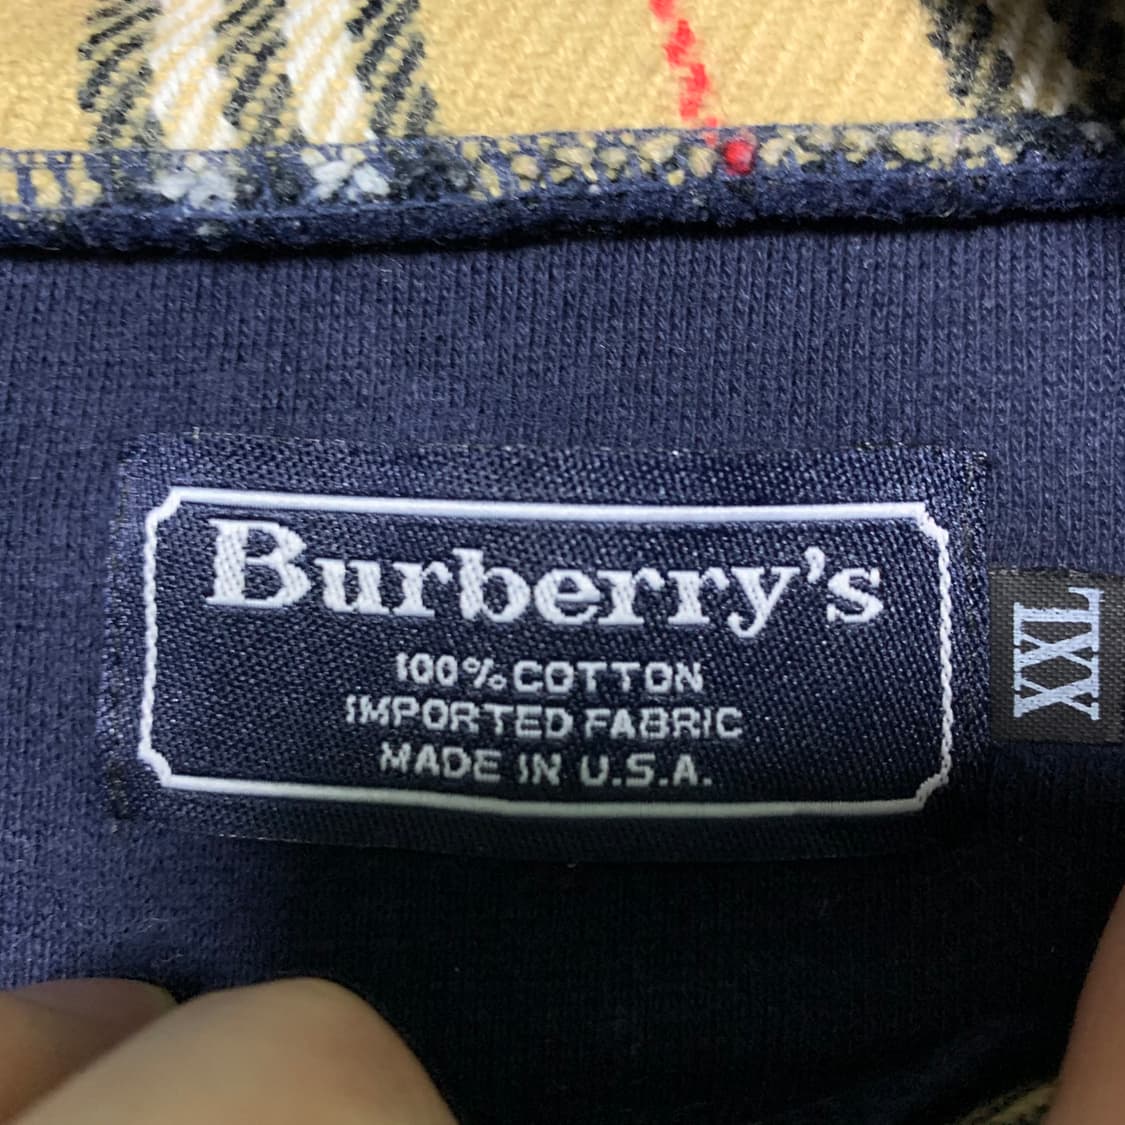 Burberry's
100% COTTON
IMPORTED FABRIC
MADE IN U.S.A.
XXL